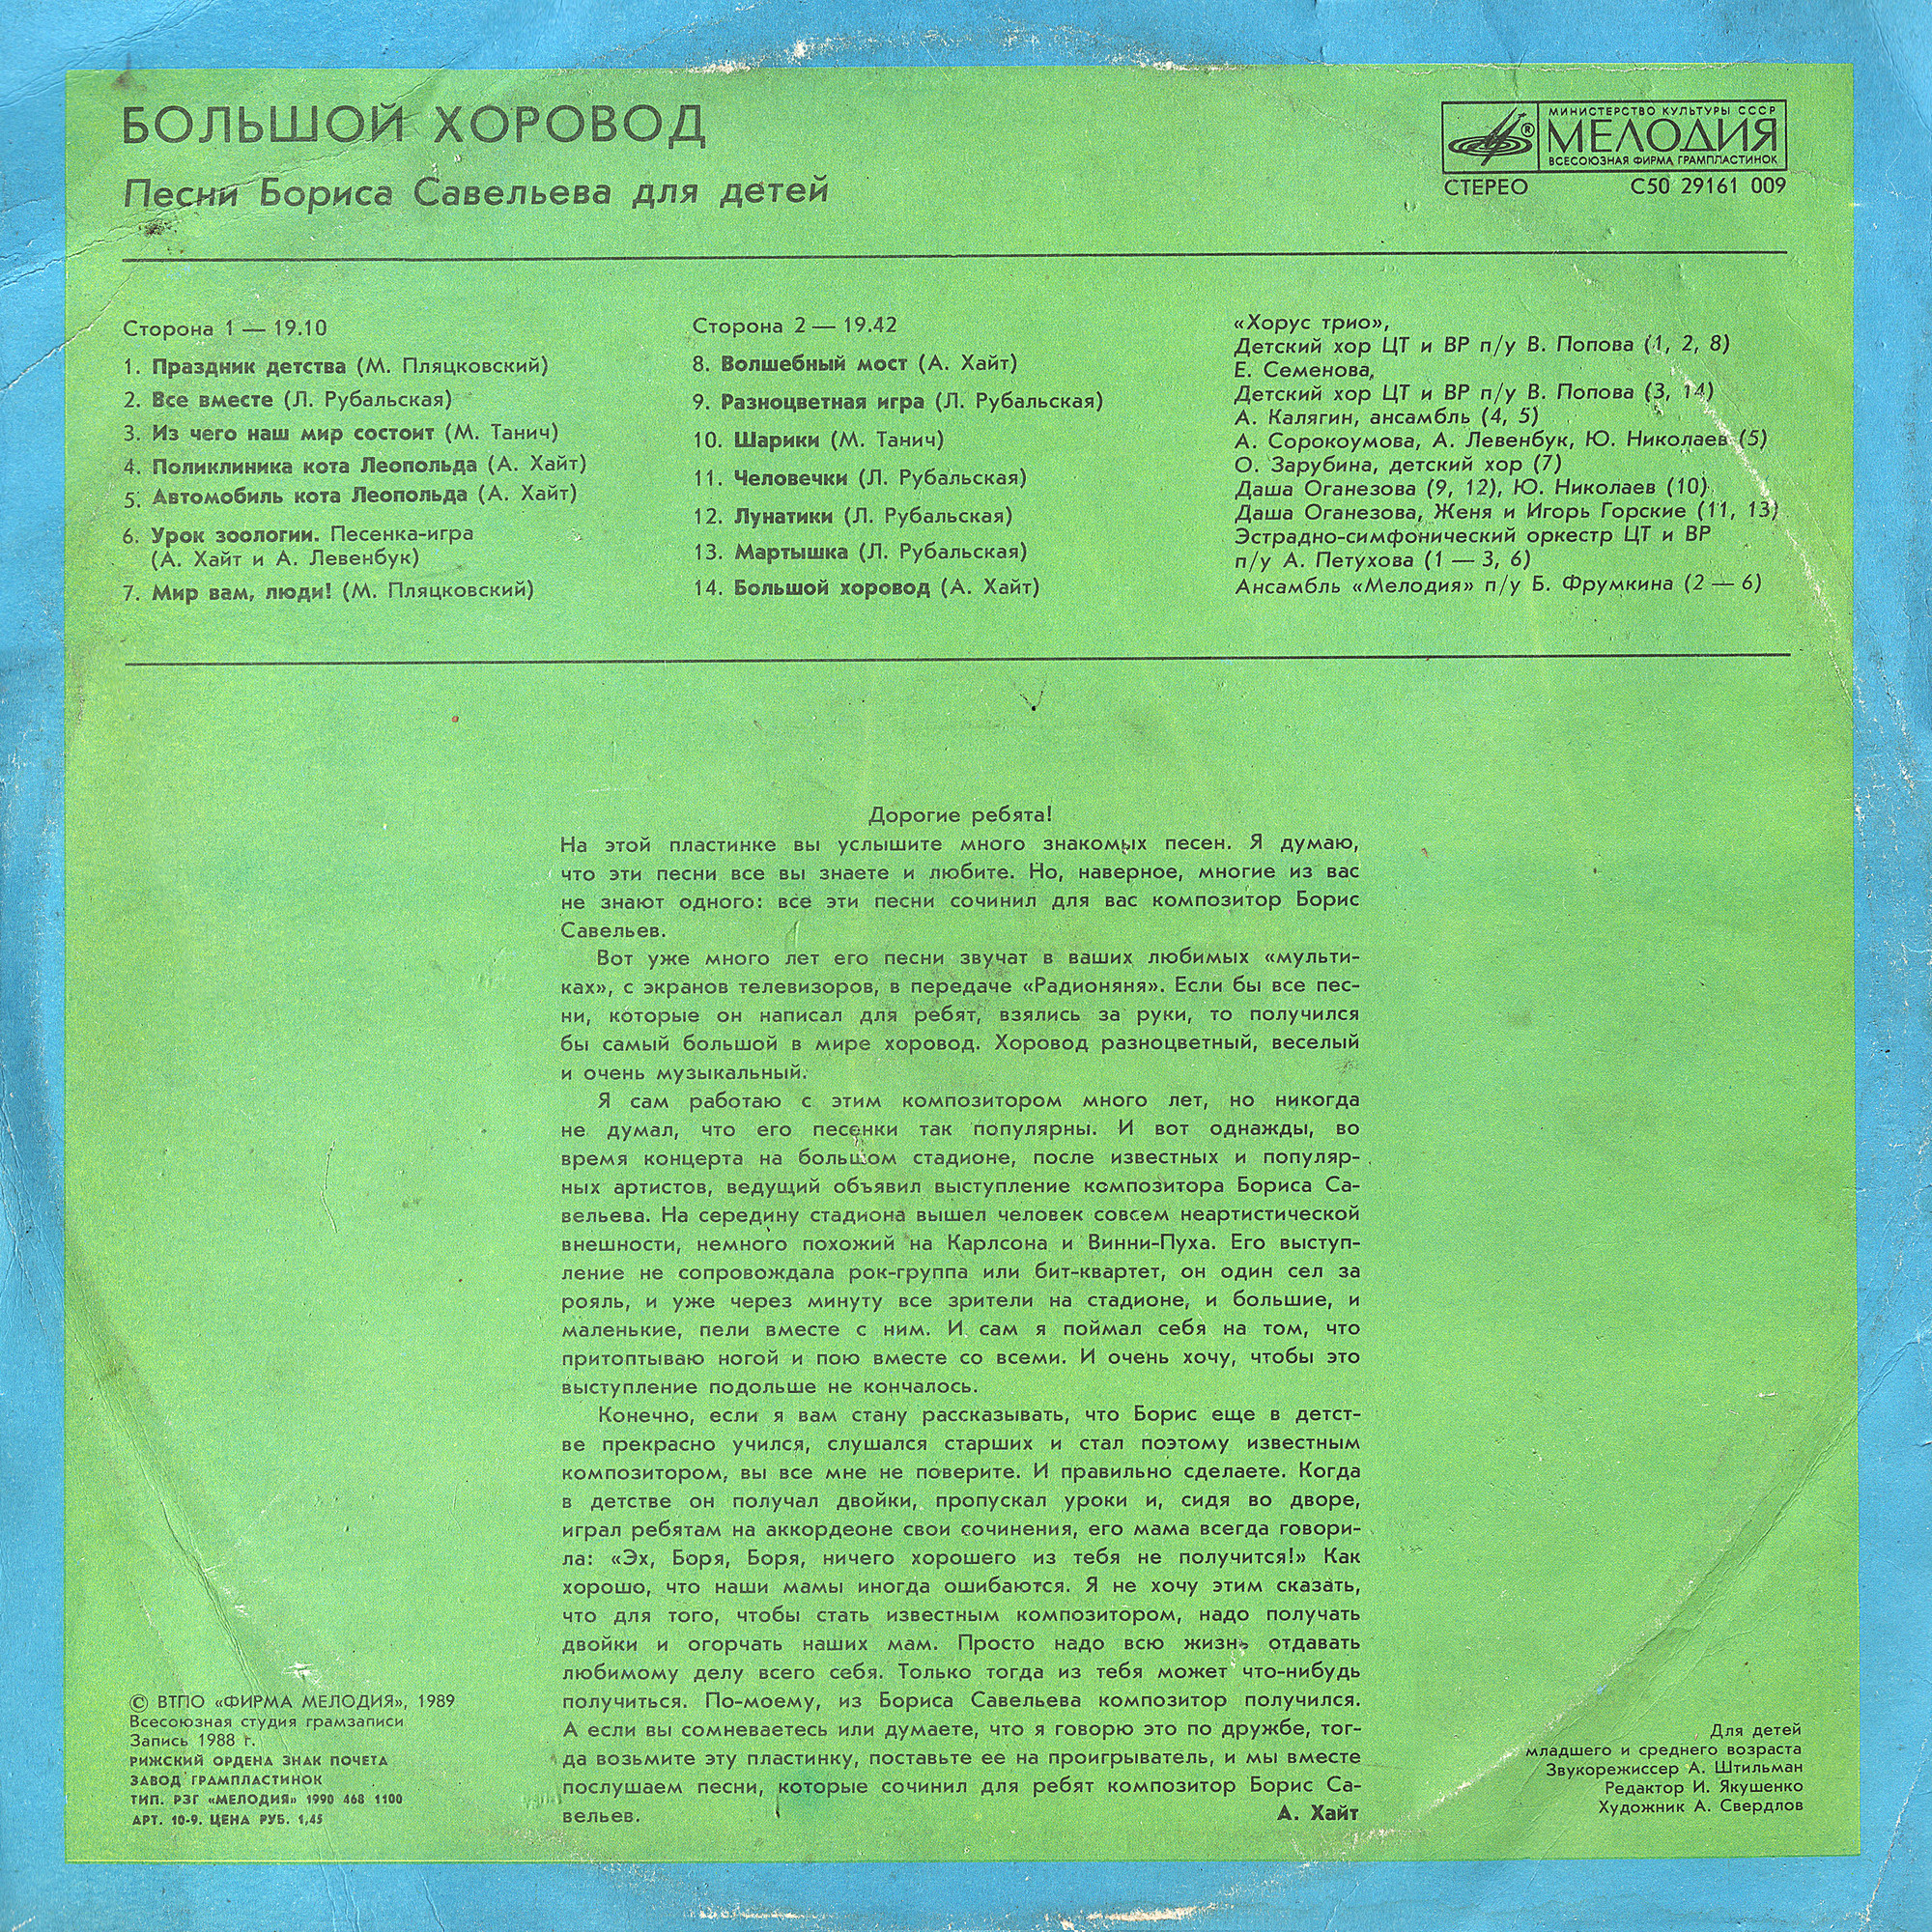 БОЛЬШОЙ ХОРОВОД
Песни Бориса Савельева для детей
МИНИСТЕРСТВО КУЛЬТУРЫ СССР
МЕЛОДИЯ
ВСЕСОЮЗНАЯ ФИРМА ГРАМПЛАСТИНОК
®
СТЕРЕО С50 29161 009
Сторона 1 — 19.10
1. Праздник детства (М. Пляцковский)
2. Все вместе (Л. Рубальская)
3. Из чего наш мир состоит (М. Танич)
4. Поликлиника кота Леопольда (А. Хайт)
5. Автомобиль кота Леопольда (А. Хайт)
6. Урок зоологии. Песенка-игра
(А. Хайт и А. Левенбук)
7. Мир вам, люди! (М. Пляцковский)
Сторона 2 — 19.42
8. Волшебный мост (А. Хайт)
9. Разноцветная игра (Л. Рубальская)
10. Шарики (М. Танич)
11. Человечки (Л. Рубальская)
12. Лунатики (Л. Рубальская)
13. Мартышка (Л. Рубальская)
14. Большой хоровод (А. Хайт)
«Хорус трио»,
Детский хор ЦТ и ВР п/у В. Попова (1, 2, 8)
Е. Семенова,
Детский хор ЦТ и ВР п/у В. Попова (3, 14)
А. Калягин, ансамбль (4, 5)
А. Сорокоумова, А. Левенбук, Ю. Николаев (5)
О. Зарубина, детский хор (7)
Даша Оганезова (9, 12), Ю. Николаев (10)
Даша Оганезова, Женя и Игорь Горские (11, 13)
Эстрадно-симфонический оркестр ЦТ и ВР
п/у А. Петухова (1 — 3, 6)
Ансамбль «Мелодия» п/у Б. Фрумкина (2 — 6)
Дорогие ребята!
На этой пластинке вы услышите много знакомых песен. Я думаю,
что эти песни все вы знаете и любите. Но, наверное, многие из вас
не знают одного: все эти песни сочинил для вас композитор Борис
Савельев.
Вот уже много лет его песни звучат в ваших любимых «мульти-
ках», с экранов телевизоров, в передаче «Радионяня». Если бы все пес-
ни, которые он написал для ребят, взялись за руки, то получился
бы самый большой в мире хоровод. Хоровод разноцветный, веселый
и очень музыкальный.
Я сам работаю с этим композитором много лет, но никогда
не думал, что его песенки так популярны. И вот однажды, во
время концерта на большом стадионе, после известных и популяр-
ных артистов, ведущий объявил выступление композитора Бориса Са-
вельева. На середину стадиона вышел человек совсем неартистической
внешности, немного похожий на Карлсона и Винни-Пуха. Его выступ-
ление не сопровождала рок-группа или бит-квартет, он один сел за
рояль, и уже через минуту все зрители на стадионе, и большие, и
маленькие, пели вместе с ним. И сам я поймал себя на том, что
притоптываю ногой и пою вместе со всеми. И очень хочу, чтобы это
выступление подольше не кончалось.
Конечно, если я вам стану рассказывать, что Борис еще в детст-
ве прекрасно учился, слушался старших и стал поэтому известным
композитором, вы все мне не поверите. И правильно сделаете. Когда
в детстве он получал двойки, пропускал уроки и, сидя во дворе,
играл ребятам на аккордеоне свои сочинения, его мама всегда говори-
ла: «Эх, Боря, Боря, ничего хорошего из тебя не получится!» Как
хорошо, что наши мамы иногда ошибаются. Я не хочу этим сказать,
что для того, чтобы стать известным композитором, надо получать
двойки и огорчать наших мам. Просто надо всю жизнь отдавать
любимому делу всего себя. Только тогда из тебя может что-нибудь
получиться. По-моему, из Бориса Савельева композитор получился.
А если вы сомневаетесь или думаете, что я говорю это по дружбе, тог-
да возьмите эту пластинку, поставьте ее на проигрыватель, и мы вместе
послушаем песни, которые сочинил для ребят композитор Борис Са-
вельев.
А. Хайт
© ВТПО «ФИРМА МЕЛОДИЯ», 1989
Всесоюзная студия грамзаписи
Запись 1988 г.
РИЖСКИЙ ОРДЕНА ЗНАК ПОЧЕТА
ЗАВОД ГРАМПЛАСТИНОК
ТИП. РЗГ «МЕЛОДИЯ» 1990 468 1100
АРТ. 10-9. ЦЕНА РУБ. 1,45
Для детей
младшего и среднего возраста
Звукорежиссер А. Штильман
Редактор И. Якушенко
Художник А. Свердлов